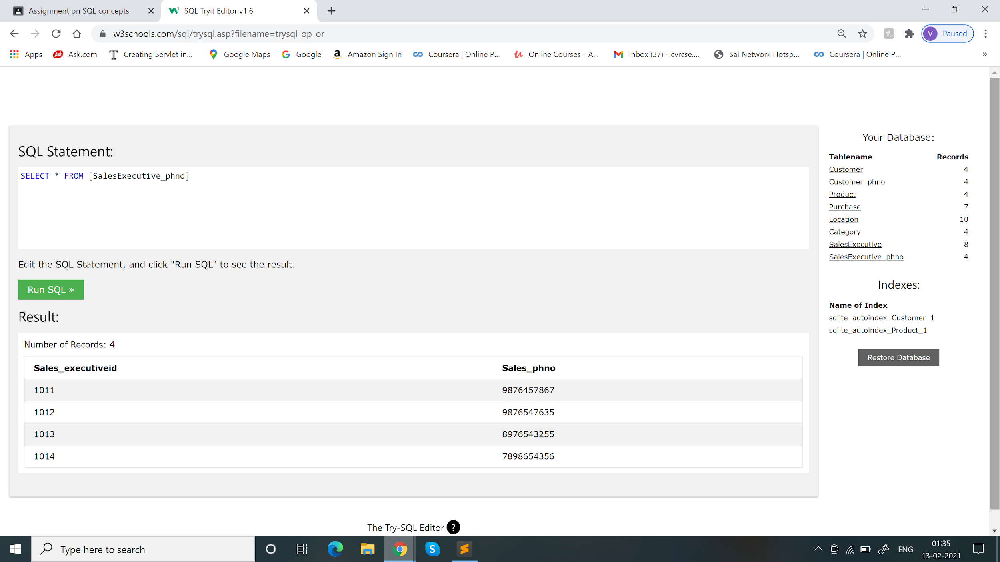 Assignment on SQL concepts
SQL Tryit Editor v1.6
w3schools.com/sql/trysql.asp?filename=trysql_op_or
V Paused
Apps Ask.com Creating Servlet in... Google Maps Google Amazon Sign In Coursera | Online P... Online Courses - A... Inbox (37) - cvrcse.... Sai Network Hotsp... Coursera | Online P... »
SQL Statement:
SELECT * FROM [SalesExecutive_phno]
Edit the SQL Statement, and click "Run SQL" to see the result.
Run SQL »
Result:
Number of Records: 4
Sales_executiveid Sales_phno
1011 9876457867
1012 9876547635
1013 8976543255
1014 7898654356
Your Database:
Tablename Records
Customer 4
Customer_phno 4
Product 4
Purchase 7
Location 10
Category 4
SalesExecutive 8
SalesExecutive_phno 4
Indexes:
Name of Index
sqlite_autoindex_Customer_1
sqlite_autoindex_Product_1
Restore Database
The Try-SQL Editor ?
Type here to search
ENG
01:35
13-02-2021